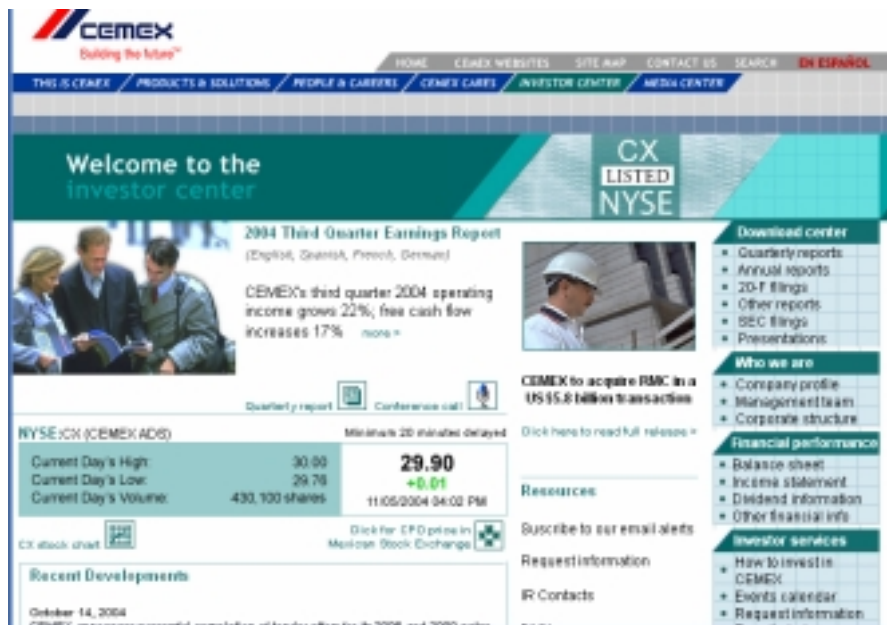 CEMEX
Building the future™
HOME CEMEX WEBSITES SITE MAP CONTACT US SEARCH EN ESPAÑOL
THIS IS CEMEX PRODUCTS & SOLUTIONS PEOPLE & CAREERS CEMEX CARES INVESTOR CENTER MEDIA CENTER
Welcome to the
investor center
CX
LISTED
NYSE
2004 Third Quarter Earnings Report
(English, Spanish, French, German)
CEMEX's third quarter 2004 operating
income grows 22%; free cash flow
increases 17% more »
Quarterly report Conference call
NYSE:CX (CEMEX ADS) Minimum 20 minutes delayed
Current Day's High: 30.00
Current Day's Low: 29.76
Current Day's Volume: 430,100 shares
29.90
+0.01
11/05/2004 04:02 PM
CX stock chart
Click for CPO price in
Mexican Stock Exchange
Recent Developments
October 14, 2004
CEMEX announces successful completion of tender offer for its
CEMEX to acquire RMC in a
US$5.8 billion transaction
Click here to read full release »
Resources
Suscribe to our email alerts
Request information
IR Contacts
Download center
Quarterly reports
Annual reports
20-F filings
Other reports
SEC filings
Presentations
Who we are
Company profile
Management team
Corporate structure
Financial performance
Balance sheet
Income statement
Dividend information
Other financial info
Investor services
How to invest in
CEMEX
Events calendar
Request information